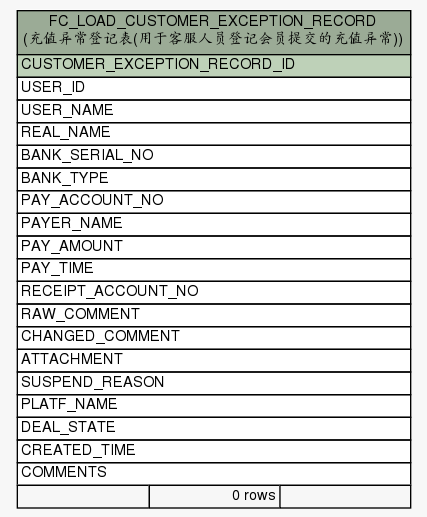 FC_LOAD_CUSTOMER_EXCEPTION_RECORD
(充值异常登记表(用于客服人员登记会员提交的充值异常))
CUSTOMER_EXCEPTION_RECORD_ID
USER_ID
USER_NAME
REAL_NAME
BANK_SERIAL_NO
BANK_TYPE
PAY_ACCOUNT_NO
PAYER_NAME
PAY_AMOUNT
PAY_TIME
RECEIPT_ACCOUNT_NO
RAW_COMMENT
CHANGED_COMMENT
ATTACHMENT
SUSPEND_REASON
PLATF_NAME
DEAL_STATE
CREATED_TIME
COMMENTS
0 rows